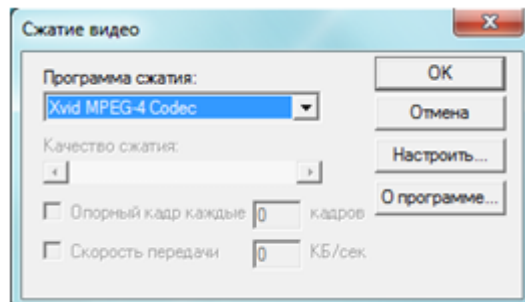 Сжатие видео
Программа сжатия:
OK
Xvid MPEG-4 Codec
Отмена
Качество сжатия:
Настроить...
О программе...
Опорный кадр каждые 0 кадров
Скорость передачи 0 КБ/сек